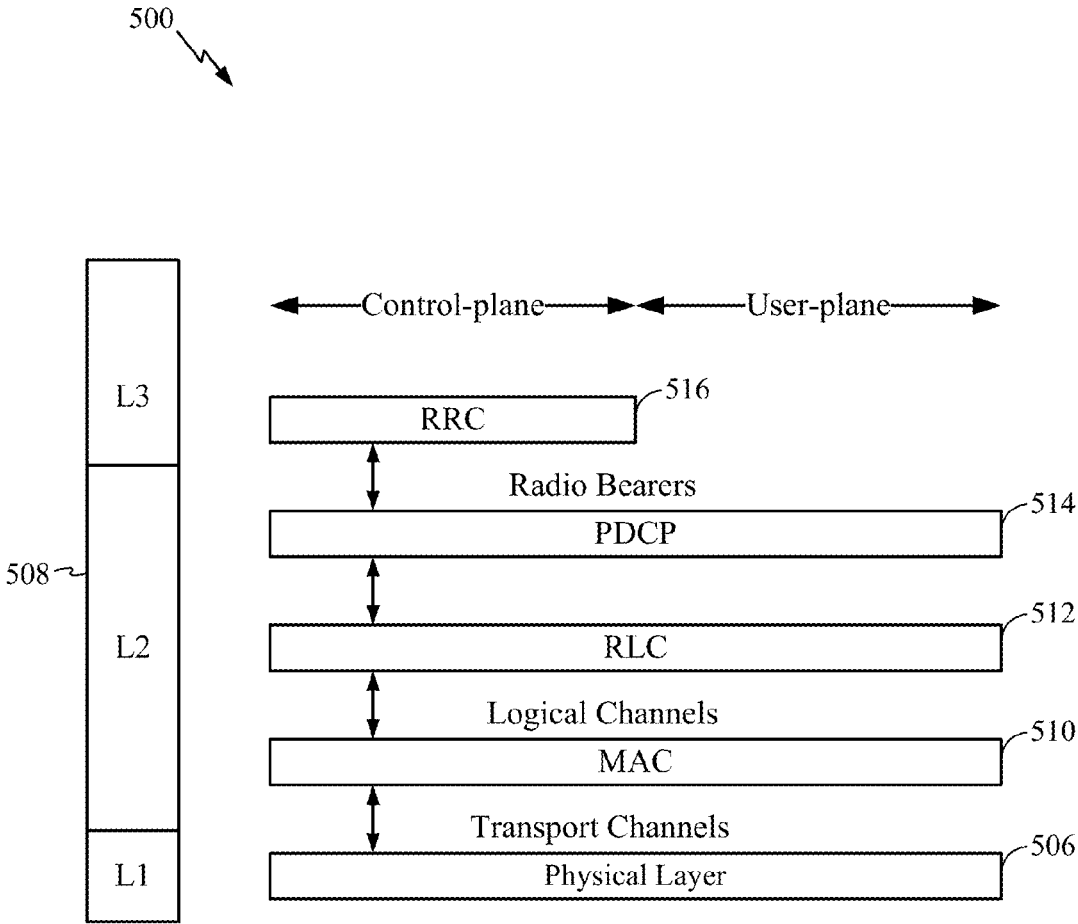 500
Control-plane User-plane
L3
516
RRC
Radio Bearers
514
PDCP
508
L2
512
RLC
Logical Channels
510
MAC
Transport Channels
506
L1
Physical Layer